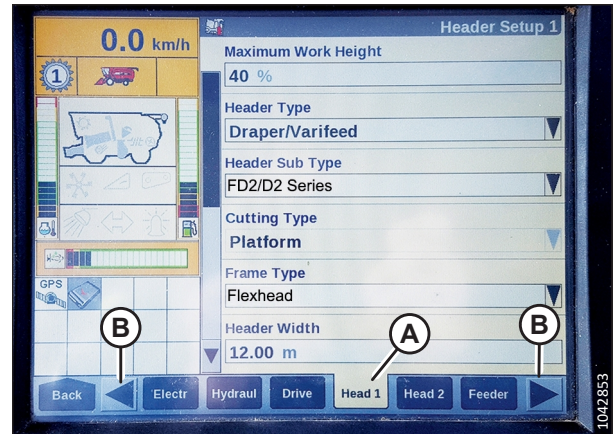 Header Setup 1
0.0 km/h
1
Maximum Work Height
40 %
Header Type
Draper/Varifeed
Header Sub Type
FD2/D2 Series
Cutting Type
Platform
Frame Type
Flexhead
Header Width
12.00 m
GPS
B
A
B
Back
Electr
Hydraul
Drive
Head 1
Head 2
Feeder
1042853